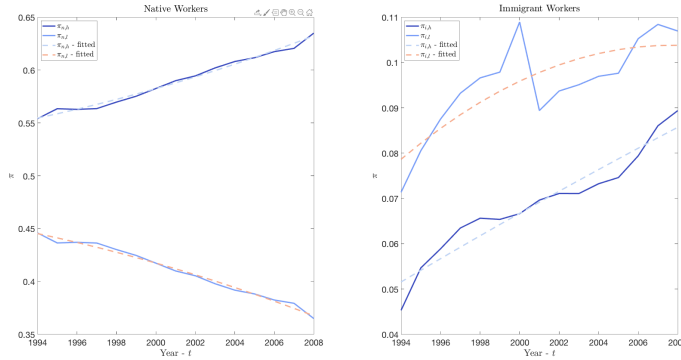 Native Workers
0.65
0.6
0.55
0.5
0.45
0.4
0.35
π
π_{n,h}
π_{n,l}
π_{n,h} - fitted
π_{n,l} - fitted
1994 1996 1998 2000 2002 2004 2006 2008
Year - t
Immigrant Workers
0.11
0.1
0.09
0.08
0.07
0.06
0.05
0.04
π
π_{i,h}
π_{i,l}
π_{i,h} - fitted
π_{i,l} - fitted
1994 1996 1998 2000 2002 2004 2006 200
Year - t